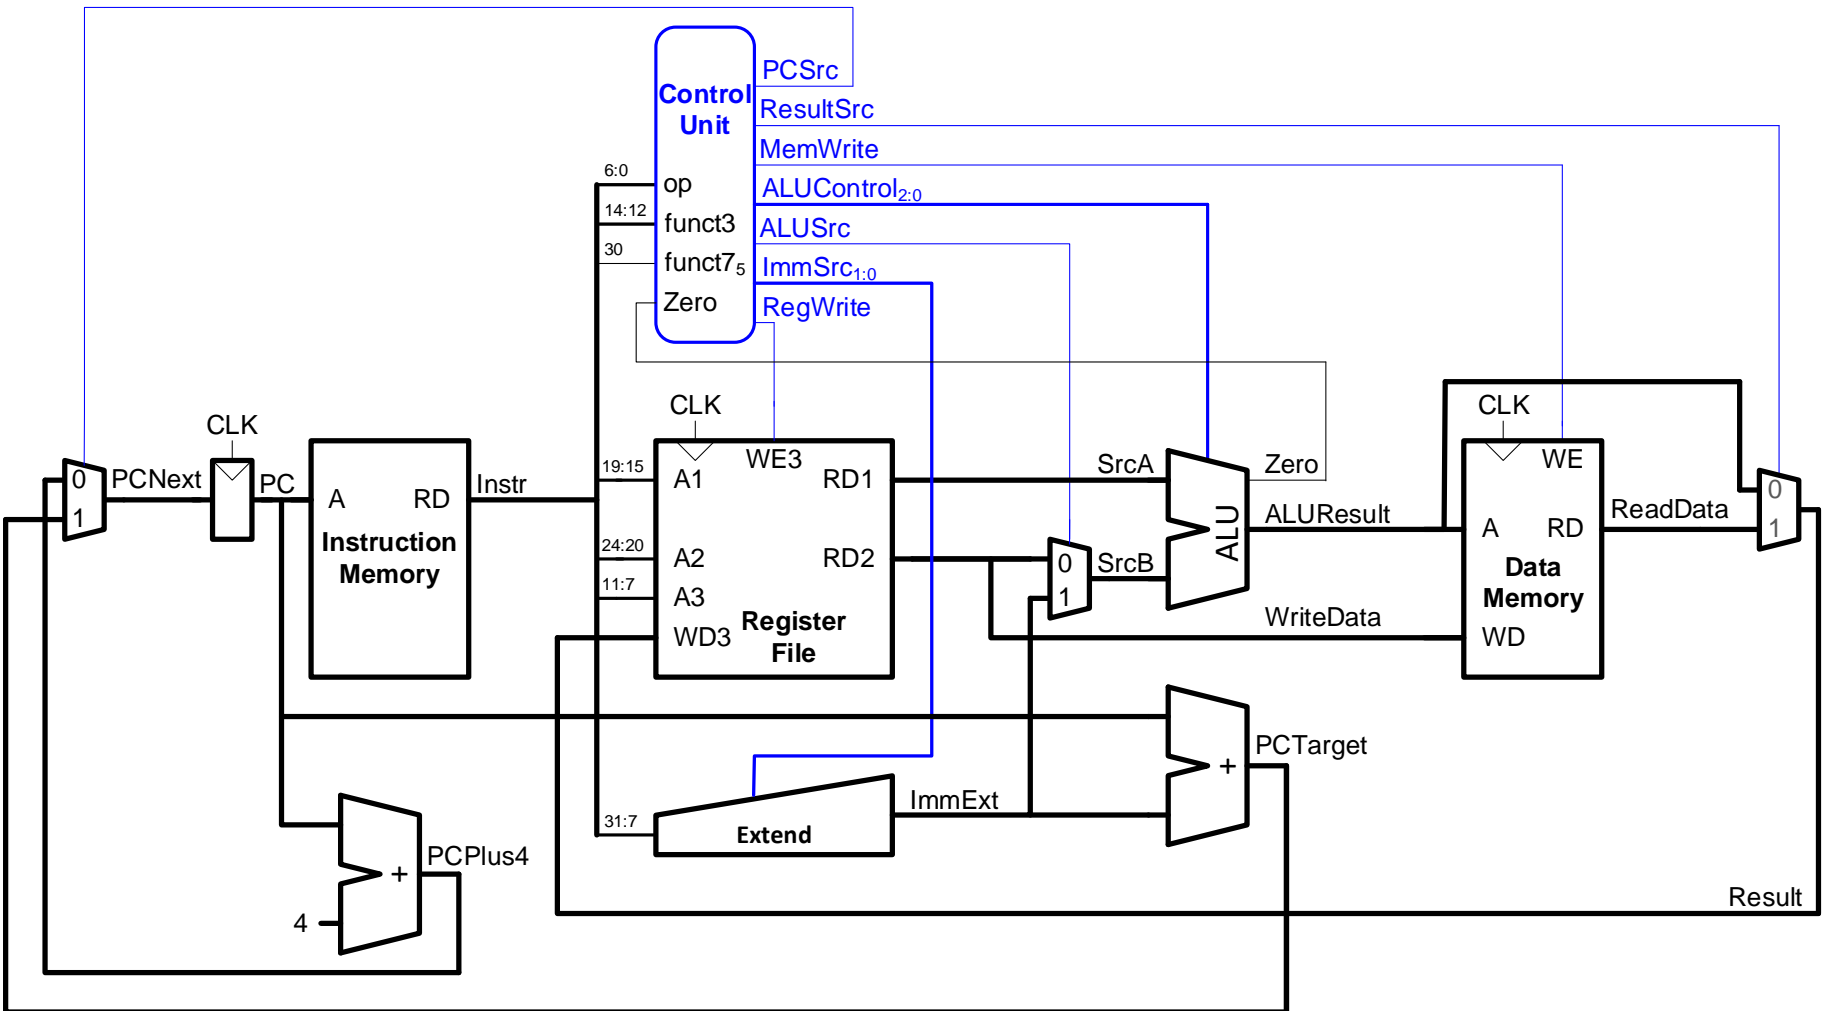 PCSrc
Control
Unit
ResultSrc
MemWrite
6:0
op
ALUControl2:0
14:12
funct3
ALUSrc
30
funct75
ImmSrc1:0
Zero
RegWrite
CLK
CLK
CLK
0
PCNext
PC
A
RD
Instr
1
Instruction
Memory
19:15
A1
WE3
RD1
SrcA
Zero
WE
0
24:20
A2
RD2
0
SrcB
ALU
ALUResult
A
RD
ReadData
1
11:7
A3
1
Data
Memory
WD3
Register
File
WriteData
WD
PCTarget
+
ImmExt
31:7
Extend
PCPlus4
+
4
Result